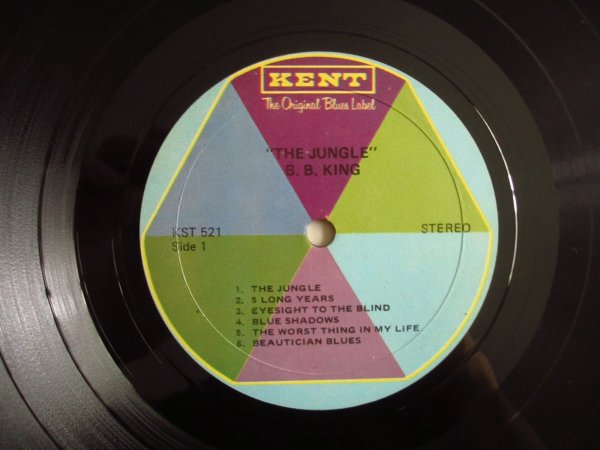 KENT
The Original Blues Label
"THE JUNGLE"
B. B. KING
KST 521
Side 1
STEREO
1. THE JUNGLE
2. 5 LONG YEARS
3. EYESIGHT TO THE BLIND
4. BLUE SHADOWS
5. THE WORST THING IN MY LIFE
6. BEAUTICIAN BLUES